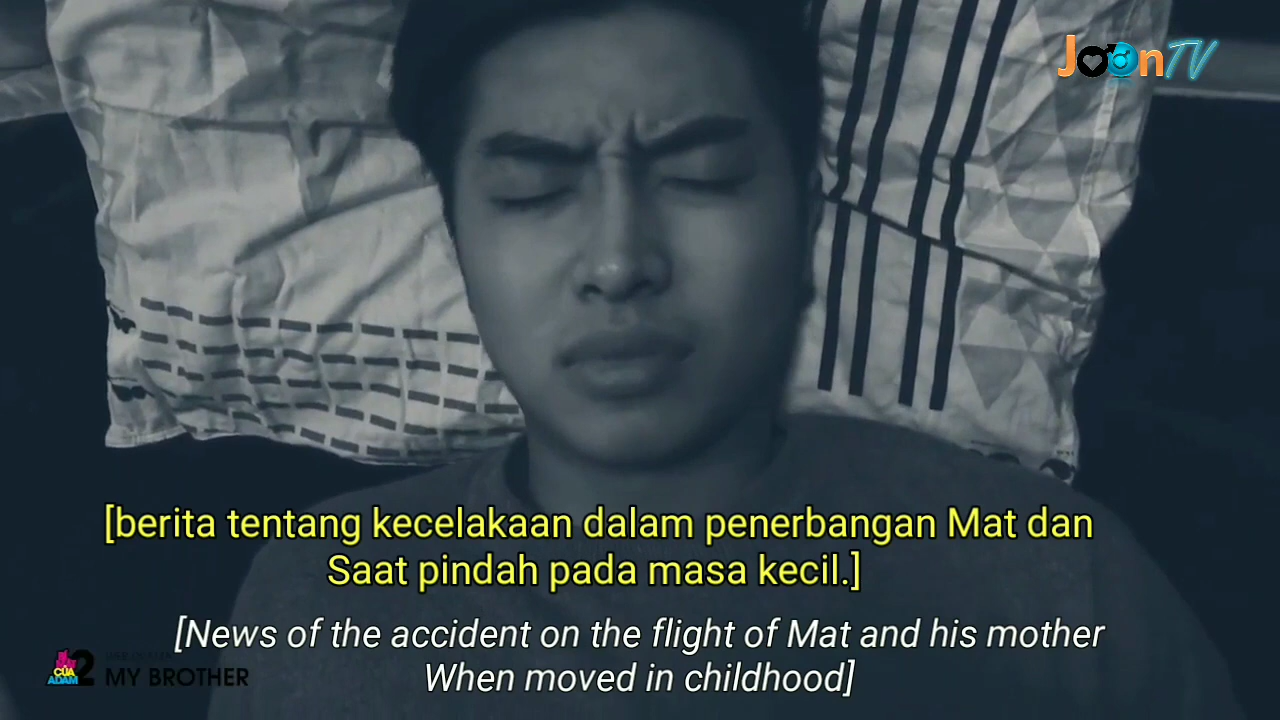 JoonTV
[berita tentang kecelakaan dalam penerbangan Mat dan
Saat pindah pada masa kecil.]
[News of the accident on the flight of Mat and his mother
When moved in childhood]
CỦA
ADAM 2
MY BROTHER